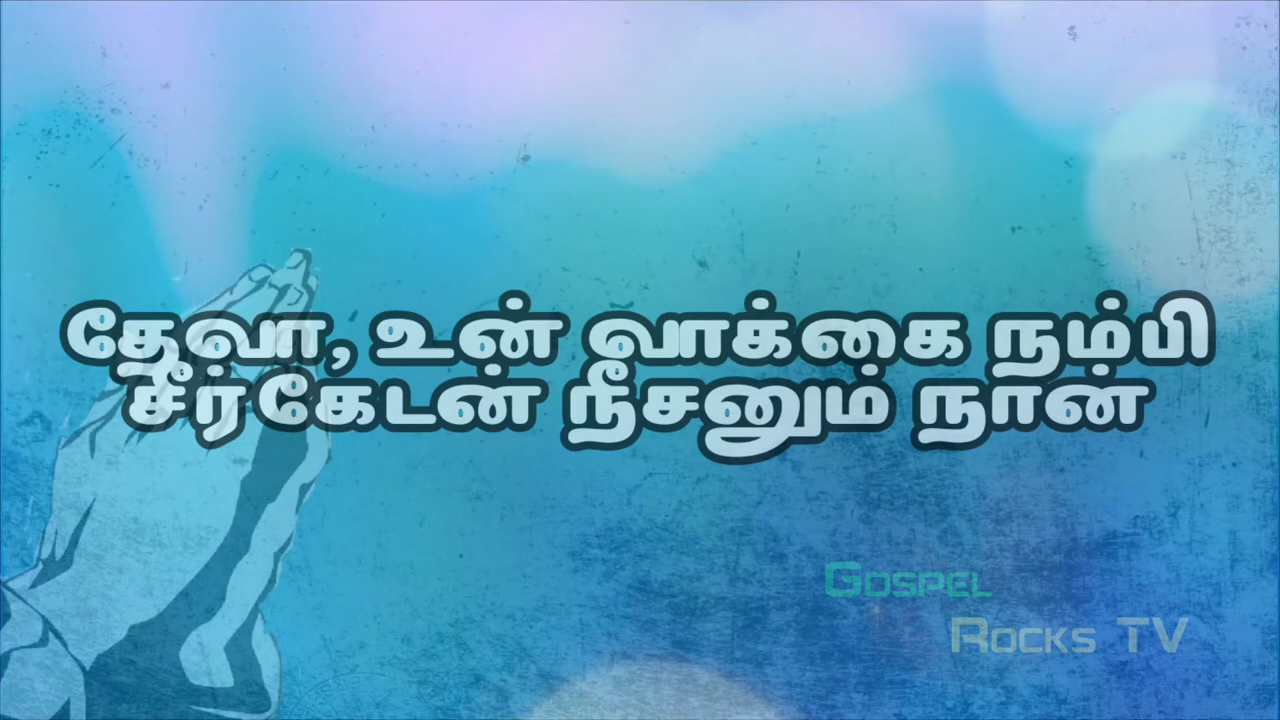 தேவா, உன் வாக்கை நம்பி
சீர்கேடன் நீசனும் நான்
Gospel
Rocks TV